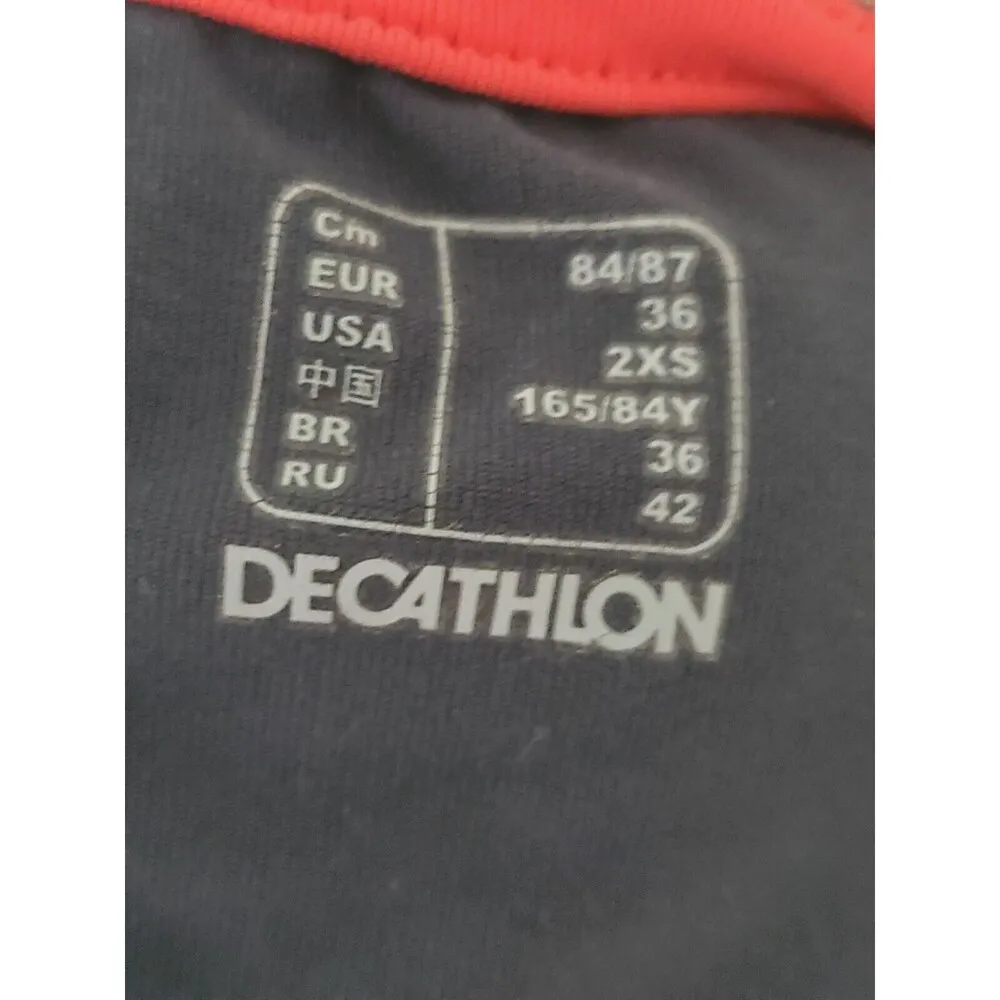 Cm 84/87
EUR 36
USA 2XS
中国 165/84Y
BR 36
RU 42
DECATHLON